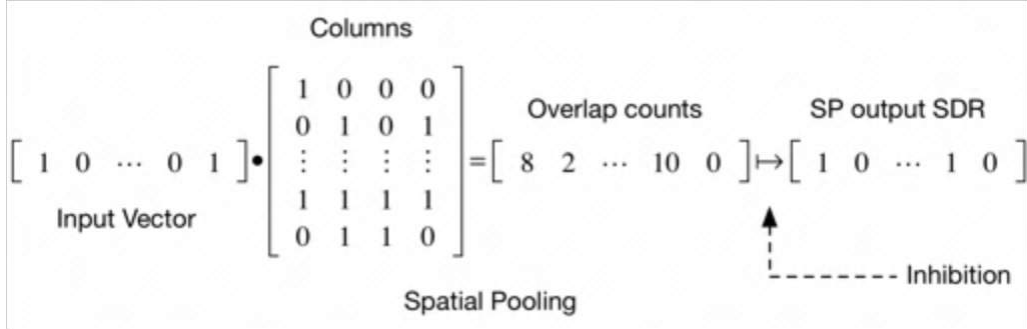 Columns
1 0 0 0
Overlap counts SP output SDR
0 1 0 1
[ 1 0 ⋯ 0 1 ] • [ ⋮ ⋮ ⋮ ⋮ ] = [ 8 2 ⋯ 10 0 ] ↦ [ 1 0 ⋯ 1 0 ]
1 1 1 1
Input Vector
0 1 1 0
Inhibition
Spatial Pooling